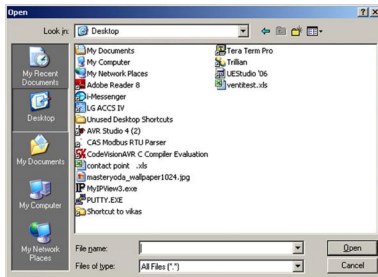 Open
Look in: Desktop
My Recent Documents
Desktop
My Documents
My Computer
My Network Places
My Documents
My Computer
My Network Places
Adobe Reader 8
i-Messenger
LG ACCS IV
Unused Desktop Shortcuts
AVR Studio 4 (2)
CAS Modbus RTU Parser
CodeVisionAVR C Compiler Evaluation
contact point .xls
masteryoda_wallpaper1024.jpg
MyIPView3.exe
PUTTY.EXE
Shortcut to vikas
Tera Term Pro
Trillian
UEStudio '06
ventitest.xls
File name:
Open
Files of type: All Files (*.*)
Cancel